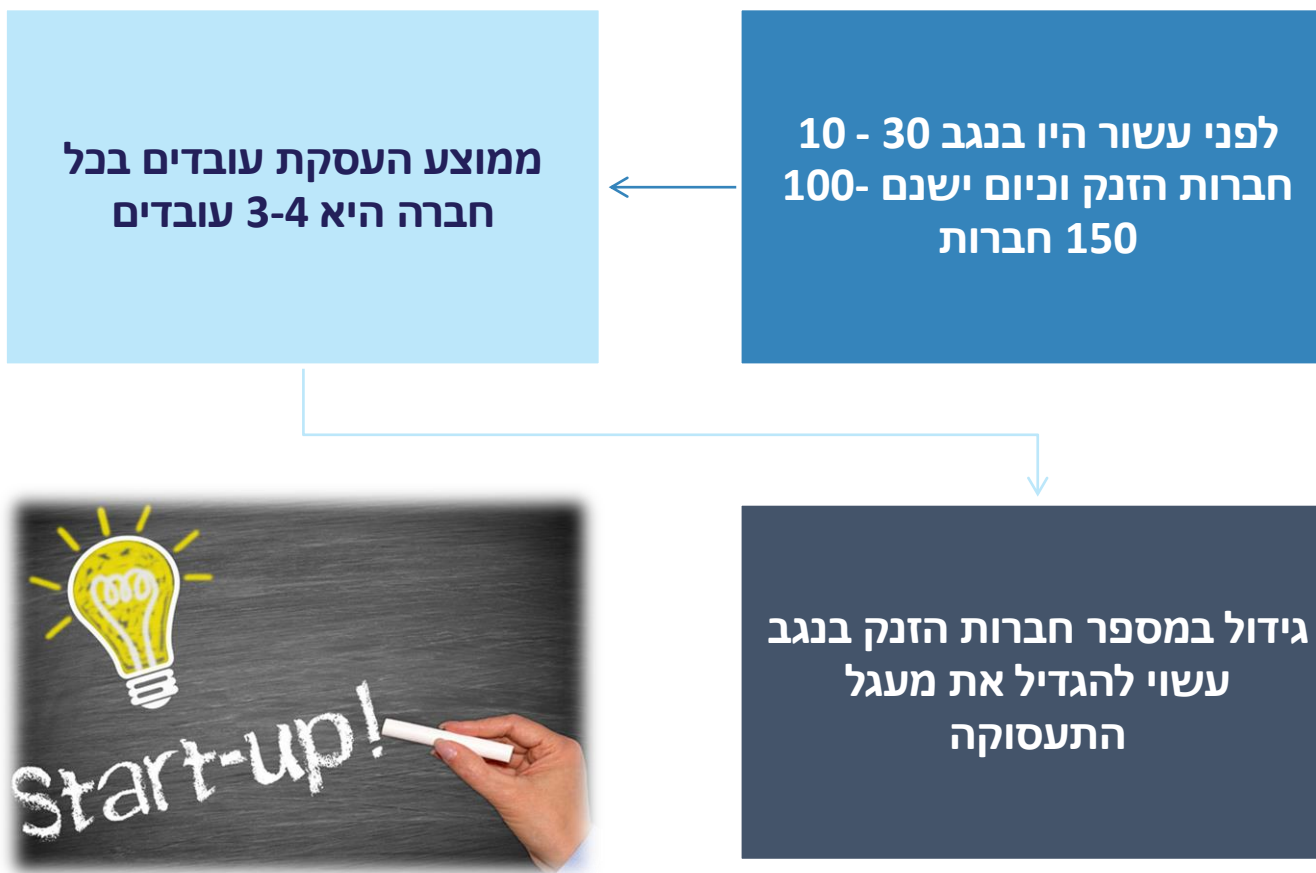 לפני עשור היו בנגב 30 - 10
חברות הזנק וכיום ישנם -100
150 חברות
ממוצע העסקת עובדים בכל
חברה היא 3-4 עובדים
גידול במספר חברות הזנק בנגב
עשוי להגדיל את מעגל
התעסוקה
Start-up!